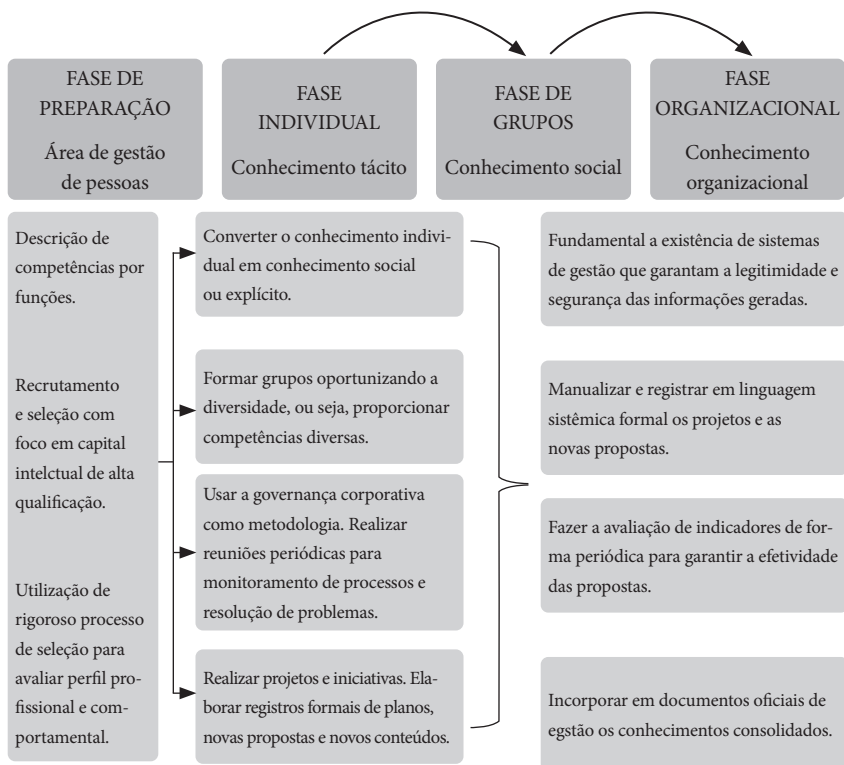 FASE DE
PREPARAÇÃO
Área de gestão
de pessoas
FASE
INDIVIDUAL
Conhecimento tácito
FASE DE
GRUPOS
Conhecimento social
FASE
ORGANIZACIONAL
Conhecimento
organizacional
Descrição de
competências por
funções.
Recrutamento
e seleção com
foco em capital
intelctual de alta
qualificação.
Utilização de
rigoroso processo
de seleção para
avaliar perfil pro-
fissional e com-
portamental.
Converter o conhecimento indivi-
dual em conhecimento social
ou explícito.
Formar grupos oportunizando a
diversidade, ou seja, proporcionar
competências diversas.
Usar a governança corporativa
como metodologia. Realizar
reuniões periódicas para
monitoramento de processos e
resolução de problemas.
Realizar projetos e iniciativas. Ela-
borar registros formais de planos,
novas propostas e novos conteúdos.
Fundamental a existência de sistemas
de gestão que garantam a legitimidade e
segurança das informações geradas.
Manualizar e registrar em linguagem
sistêmica formal os projetos e as
novas propostas.
Fazer a avaliação de indicadores de for-
ma periódica para garantir a efetividade
das propostas.
Incorporar em documentos oficiais de
egstão os conhecimentos consolidados.